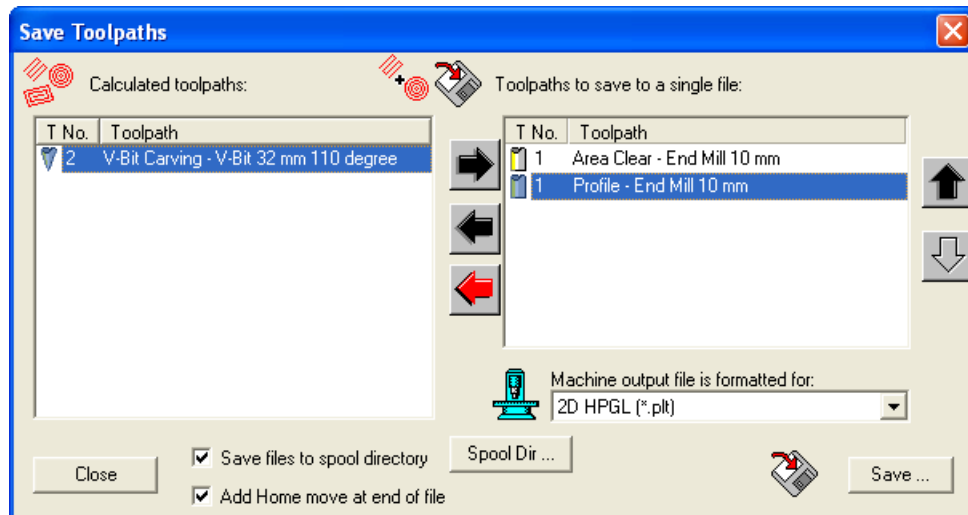 Save Toolpaths
Calculated toolpaths:
T No. Toolpath
2 V-Bit Carving - V-Bit 32 mm 110 degree
Toolpaths to save to a single file:
T No. Toolpath
1 Area Clear - End Mill 10 mm
1 Profile - End Mill 10 mm
Machine output file is formatted for:
2D HPGL (*.plt)
Close
Save files to spool directory
Add Home move at end of file
Spool Dir ...
Save ...